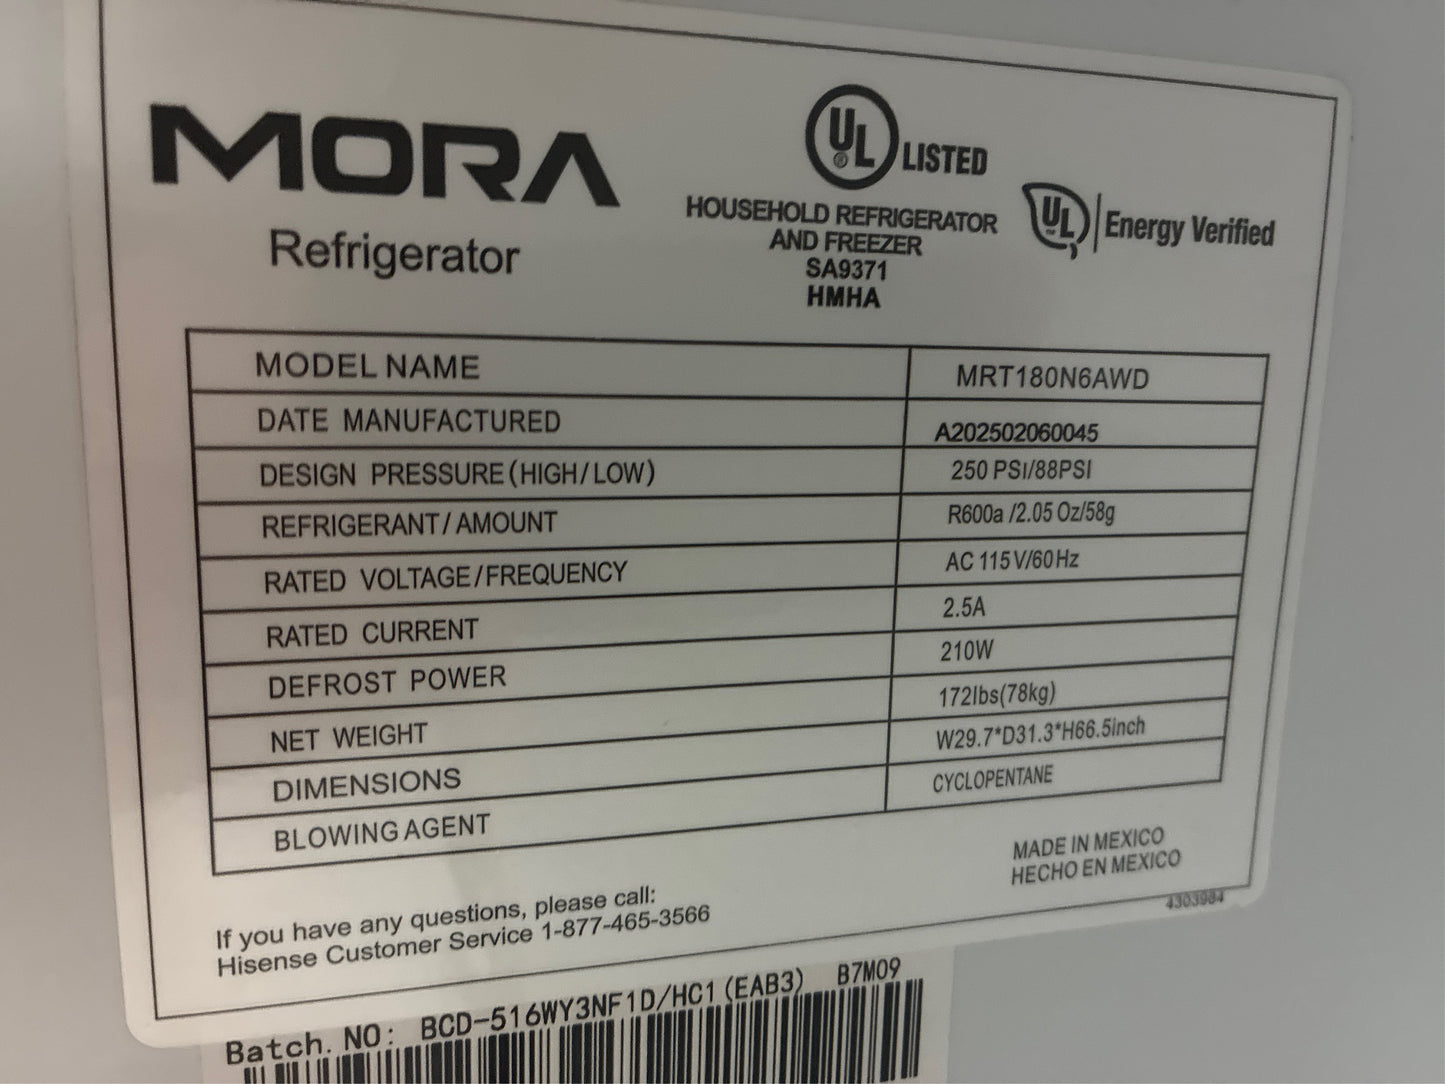 MORA
Refrigerator
UL LISTED
HOUSEHOLD REFRIGERATOR
AND FREEZER
SA9371
HMHA
UL Energy Verified
MODEL NAME MRT180N6AWD
DATE MANUFACTURED A202502060045
DESIGN PRESSURE(HIGH/LOW) 250 PSI/88PSI
REFRIGERANT/AMOUNT R600a /2.05 Oz/58g
RATED VOLTAGE/FREQUENCY AC 115V/60Hz
RATED CURRENT 2.5A
DEFROST POWER 210W
NET WEIGHT 172lbs(78kg)
DIMENSIONS W29.7*D31.3*H66.5inch
BLOWING AGENT CYCLOPENTANE
MADE IN MEXICO
HECHO EN MEXICO
4303984
If you have any questions, please call:
Hisense Customer Service 1-877-465-3566
Batch. NO: BCD-516WY3NF1D/HC1(EAB3) B7M09